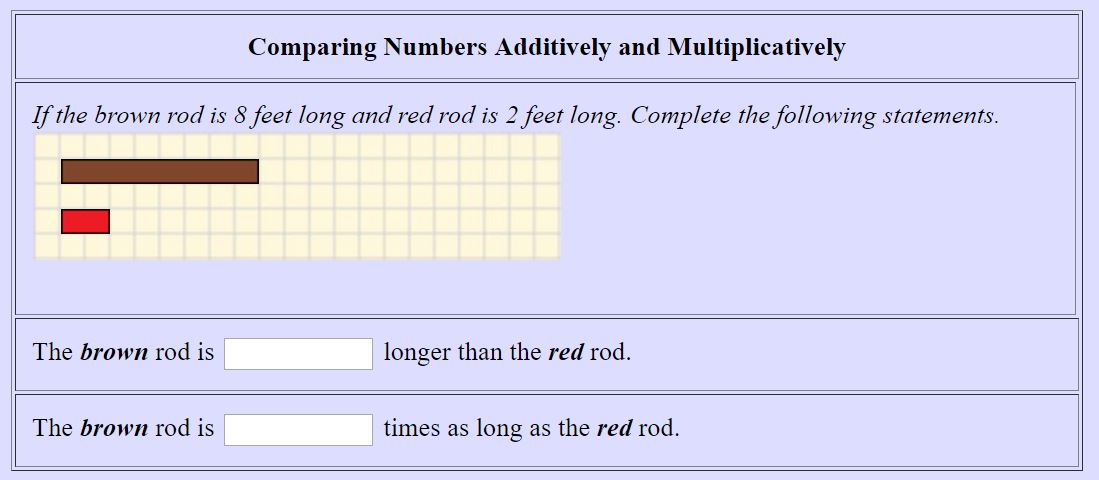 Comparing Numbers Additively and Multiplicatively
If the brown rod is 8 feet long and red rod is 2 feet long. Complete the following statements.
The brown rod is longer than the red rod.
The brown rod is times as long as the red rod.